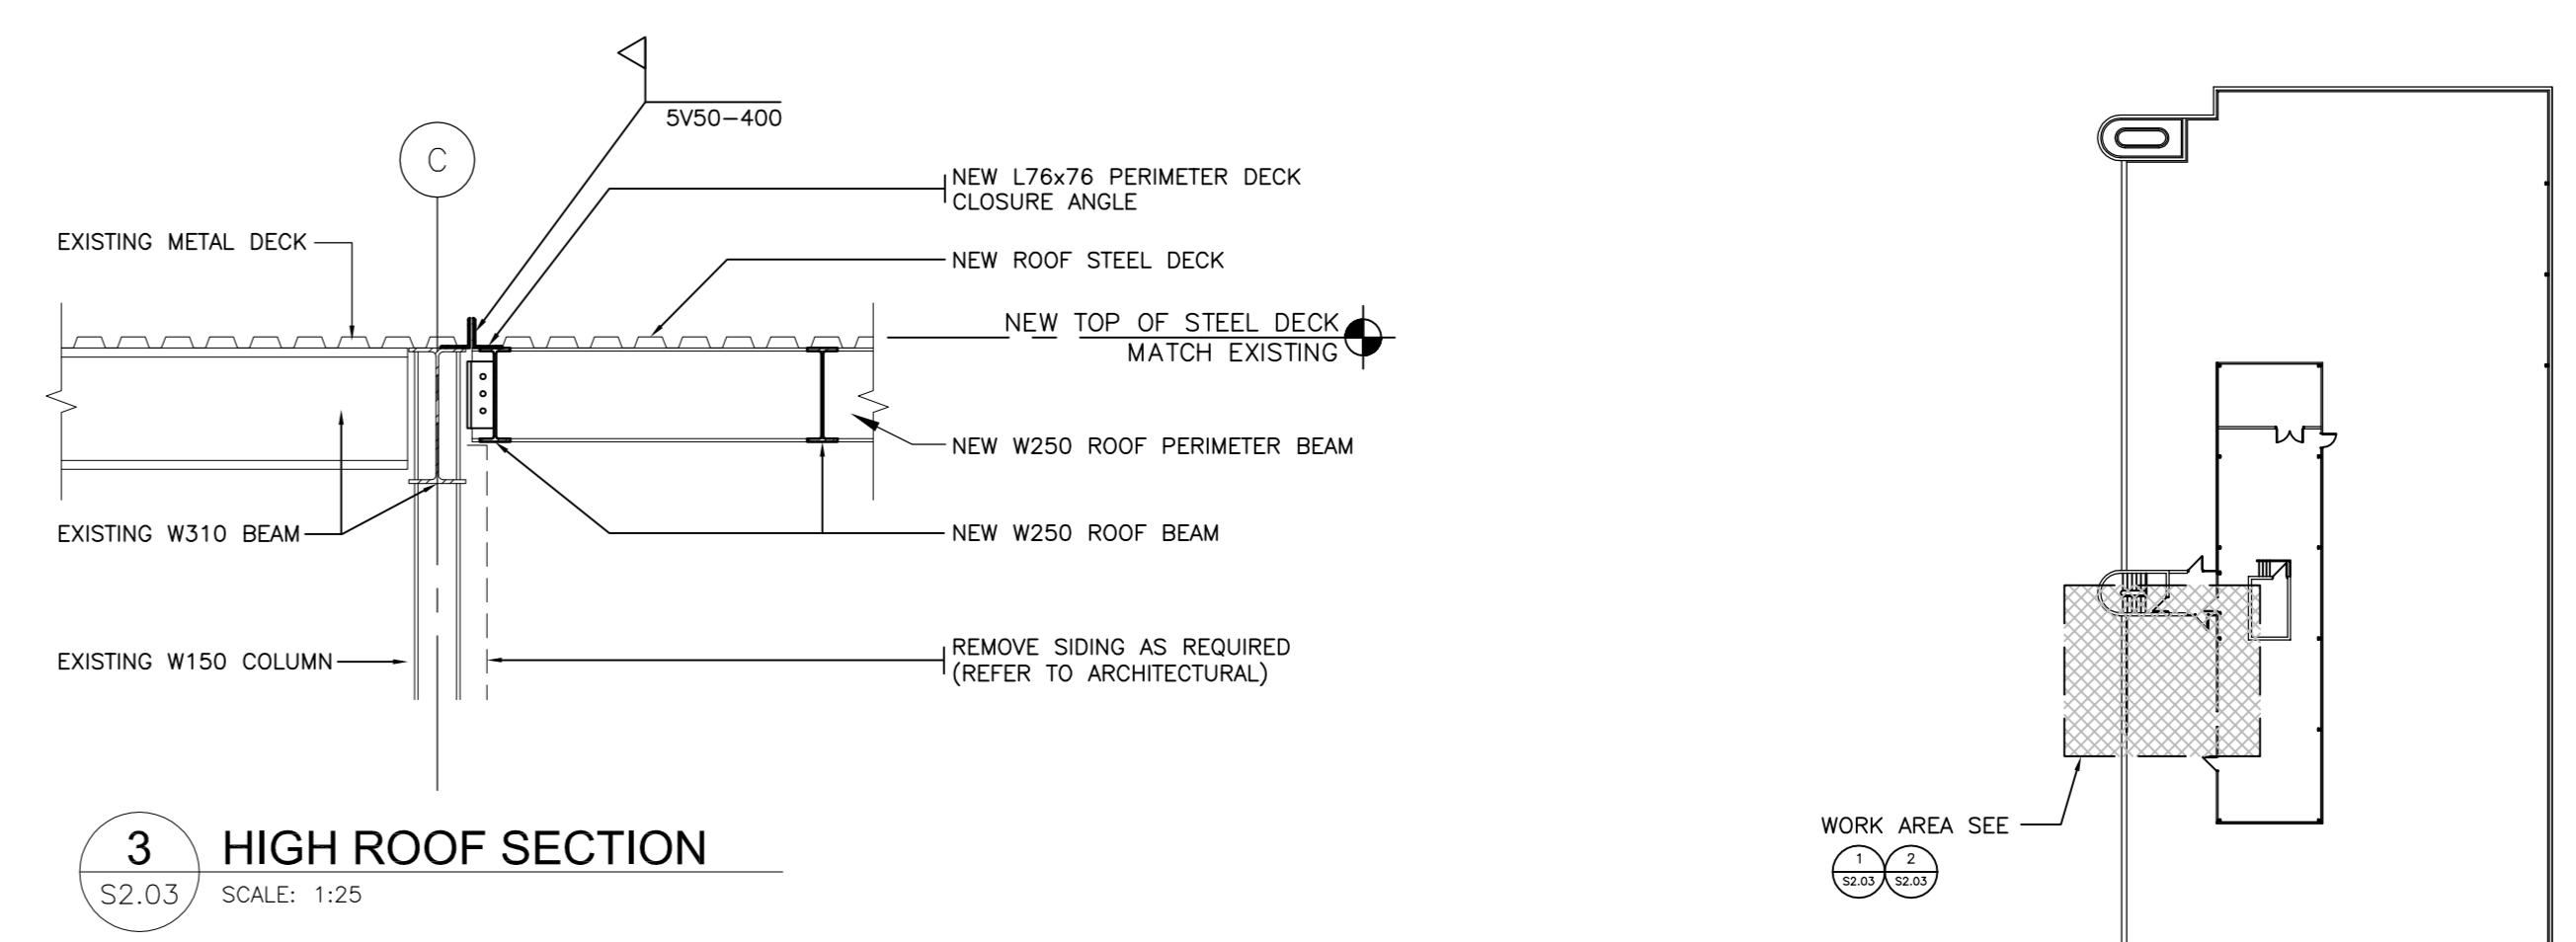 5V50-400
C
NEW L76x76 PERIMETER DECK
CLOSURE ANGLE
EXISTING METAL DECK
NEW ROOF STEEL DECK
NEW TOP OF STEEL DECK
MATCH EXISTING
NEW W250 ROOF PERIMETER BEAM
EXISTING W310 BEAM
NEW W250 ROOF BEAM
REMOVE SIDING AS REQUIRED
(REFER TO ARCHITECTURAL)
EXISTING W150 COLUMN
3
S2.03
HIGH ROOF SECTION
SCALE: 1:25
WORK AREA SEE
1
S2.03
2
S2.03